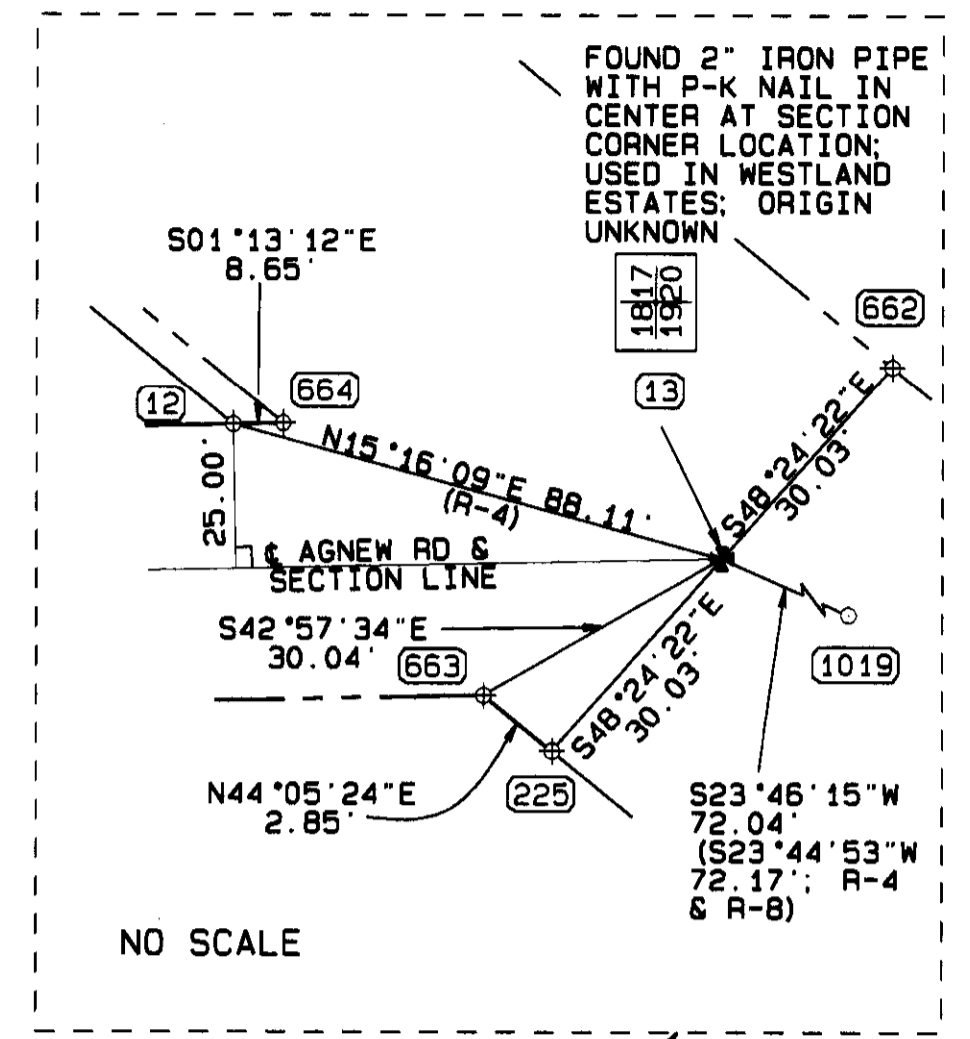 FOUND 2" IRON PIPE
WITH P-K NAIL IN
CENTER AT SECTION
CORNER LOCATION;
USED IN WESTLAND
ESTATES; ORIGIN
UNKNOWN
S01°13'12"E
8.65'
18 17
19 20
662
12
664
13
N15°16'09"E 88.11'
(R-4)
S48°24'22"E
30.03'
25.00'
℄ AGNEW RD &
SECTION LINE
S42°57'34"E
30.04'
663
S48°24'22"E
30.03'
1019
N44°05'24"E
2.85'
225
S23°46'15"W
72.04'
(S23°44'53"W
72.17'; R-4
& R-8)
NO SCALE